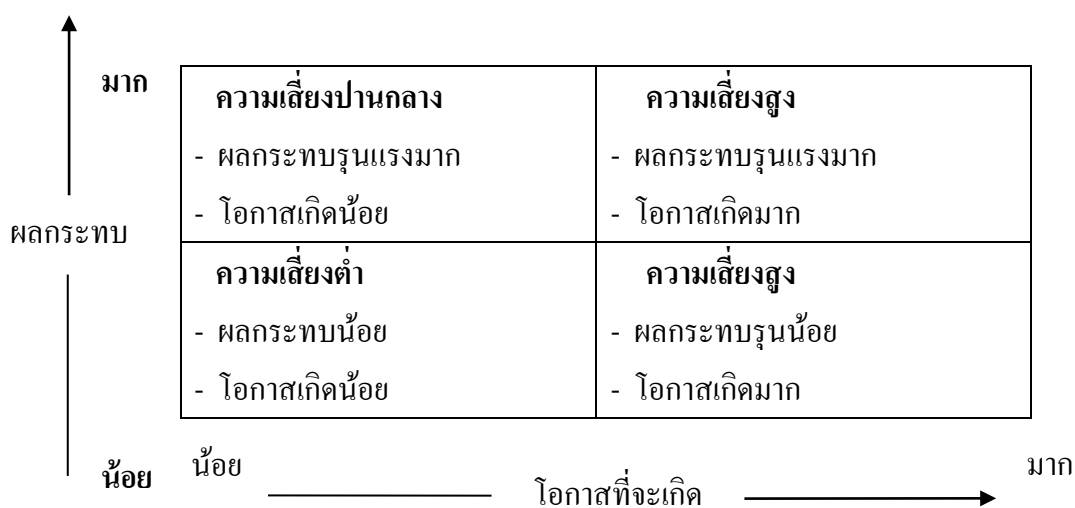 มาก
ความเสี่ยงปานกลาง
- ผลกระทบรุนแรงมาก
- โอกาสเกิดน้อย
ความเสี่ยงสูง
- ผลกระทบรุนแรงมาก
- โอกาสเกิดมาก
ผลกระทบ
ความเสี่ยงต่ำ
- ผลกระทบน้อย
- โอกาสเกิดน้อย
ความเสี่ยงสูง
- ผลกระทบรุนน้อย
- โอกาสเกิดมาก
น้อย
น้อย
โอกาสที่จะเกิด
มาก